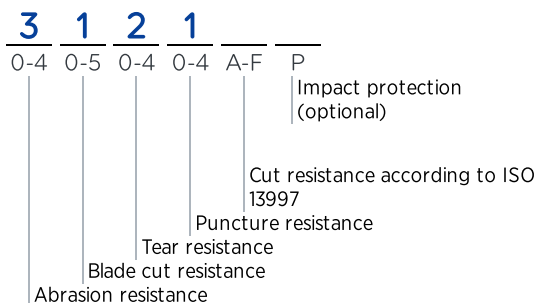 3 1 2 1
0-4 0-5 0-4 0-4 A-F P
Impact protection
(optional)
Cut resistance according to ISO
13997
Puncture resistance
Tear resistance
Blade cut resistance
Abrasion resistance